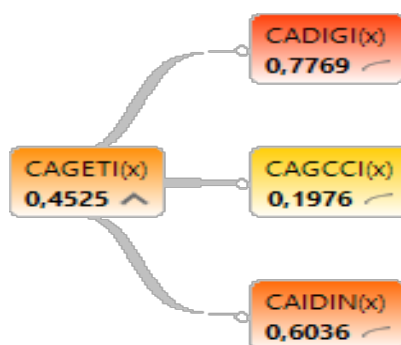 CADIGI(x)
0,7769
CAGETI(x)
0,4525
CAGCCI(x)
0,1976
CAIDIN(x)
0,6036